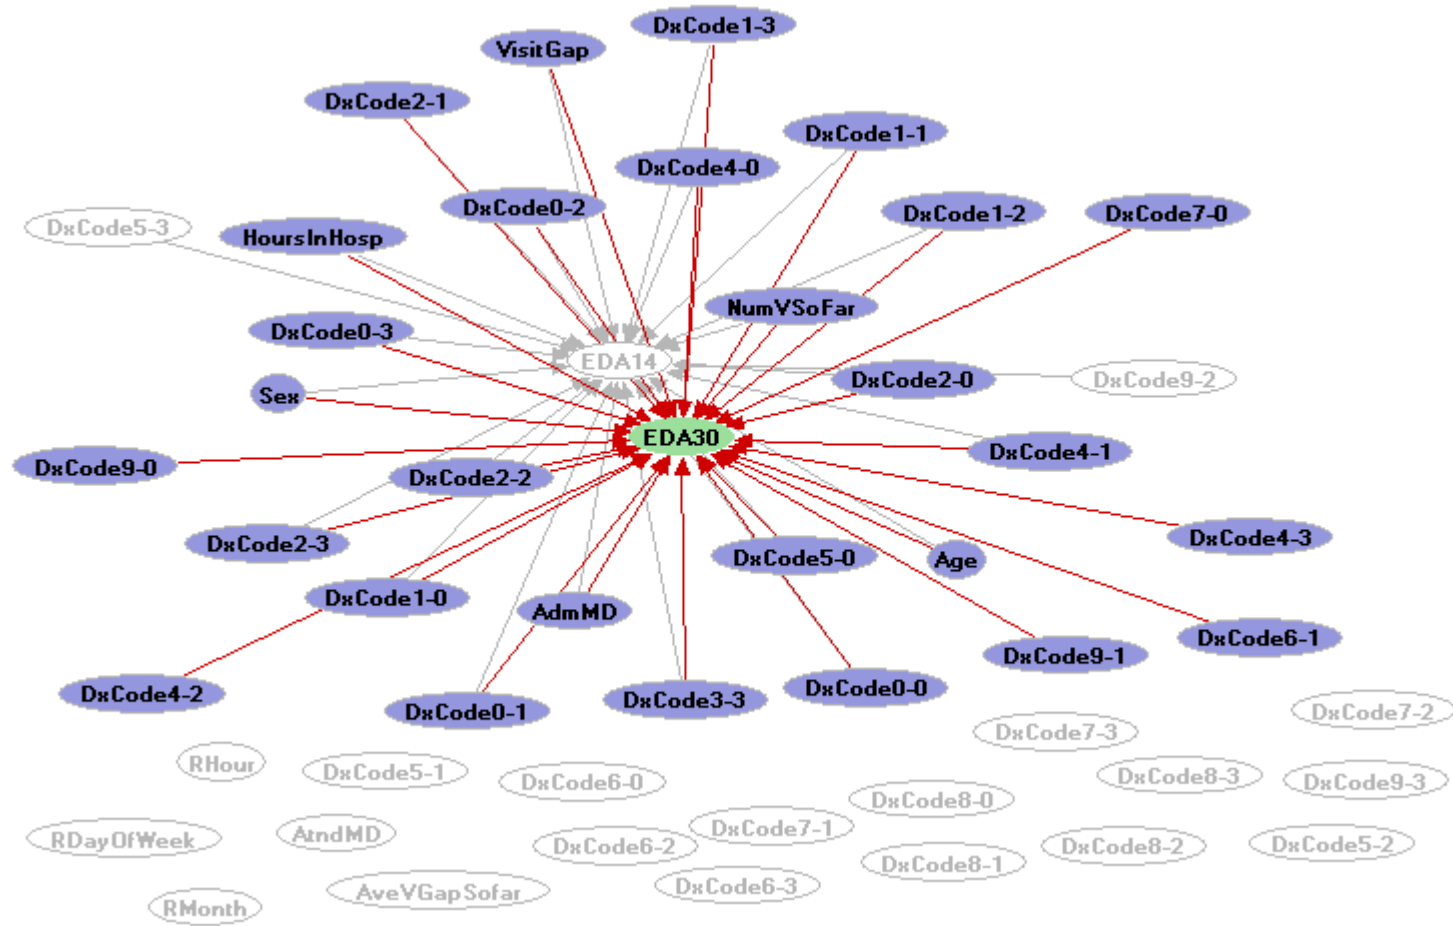 DxCode1-3
VisitGap
DxCode2-1
DxCode1-1
DxCode4-0
DxCode0-2
DxCode1-2
DxCode7-0
DxCode5-3
HoursInHosp
NumVSoFar
DxCode0-3
EDA14
DxCode2-0
DxCode9-2
Sex
EDA30
DxCode4-1
DxCode9-0
DxCode2-2
DxCode4-3
DxCode2-3
DxCode5-0
Age
DxCode1-0
AdmMD
DxCode6-1
DxCode9-1
DxCode0-0
DxCode4-2
DxCode3-3
DxCode0-1
DxCode7-2
DxCode7-3
RHour
DxCode5-1
DxCode6-0
DxCode8-3
DxCode9-3
DxCode8-0
DxCode7-1
RDayOfWeek
AtndMD
DxCode6-2
DxCode8-2
DxCode5-2
DxCode8-1
DxCode6-3
AveVGapSofar
RMonth